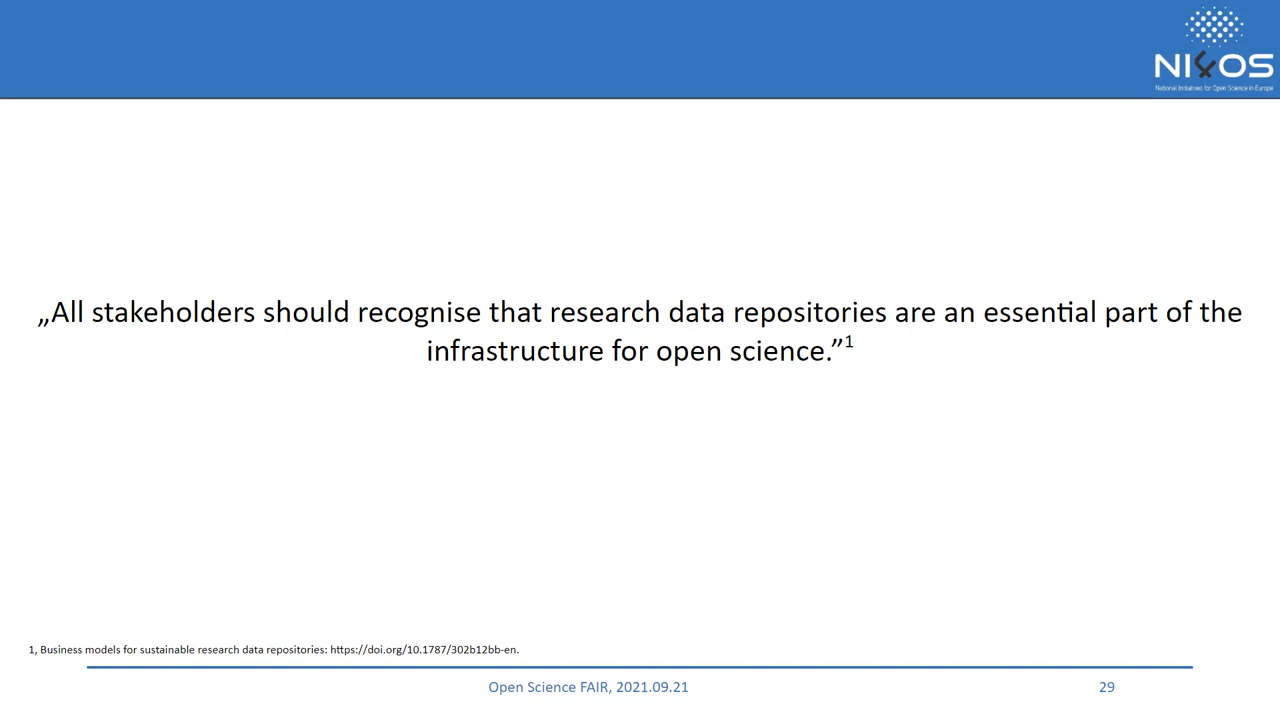 NI4OS
National Initiatives for Open Science in Europe
„All stakeholders should recognise that research data repositories are an essential part of the
infrastructure for open science.”1
1, Business models for sustainable research data repositories: https://doi.org/10.1787/302b12bb-en.
Open Science FAIR, 2021.09.21
29